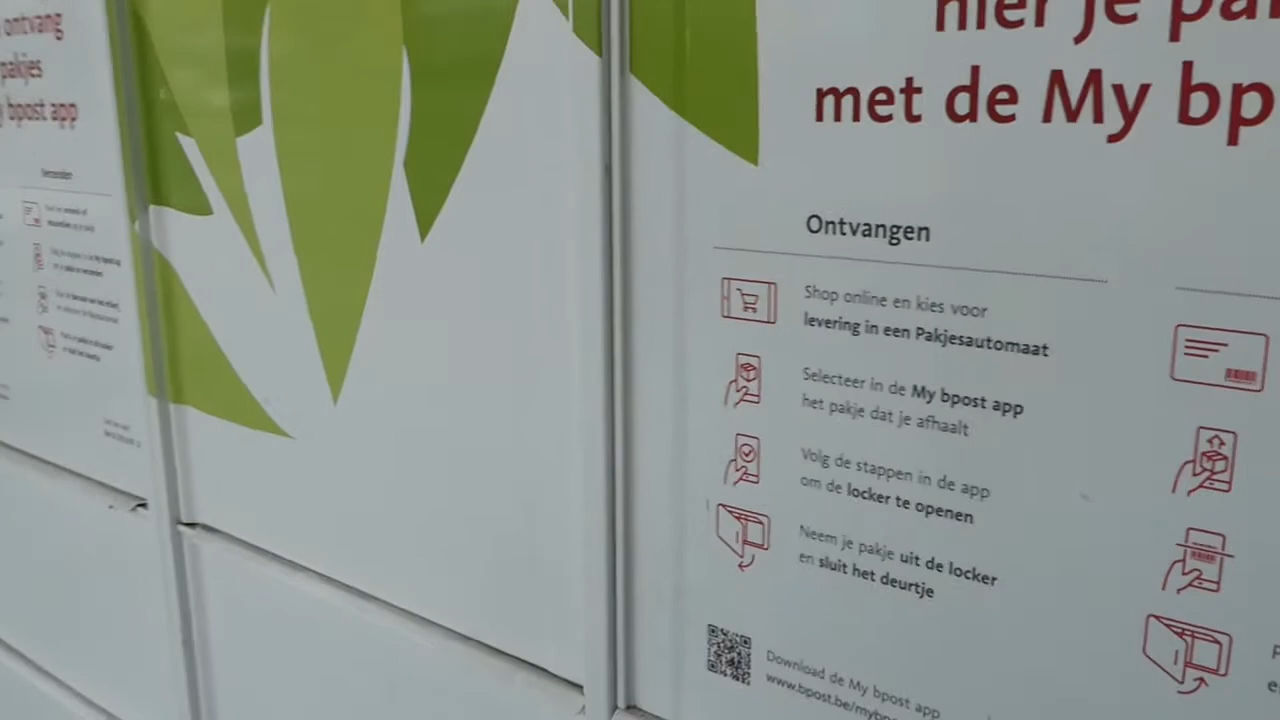 ontvang
pakjes
bpost app
Verzenden
hier je
met de My bp
Ontvangen
Shop online en kies voor
levering in een Pakjesautomaat
Selecteer in de My bpost app
het pakje dat je afhaalt
Volg de stappen in de app
om de locker te openen
Neem je pakje uit de locker
en sluit het deurtje
Download de My bpost app
www.bpost.be/mybpo